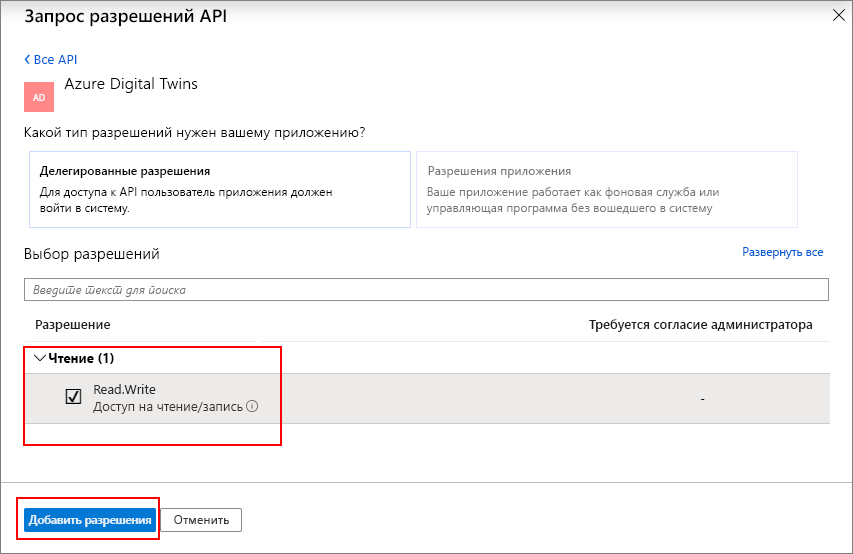 Запрос разрешений API
Все API
AD
Azure Digital Twins
Какой тип разрешений нужен вашему приложению?
Делегированные разрешения
Для доступа к API пользователь приложения должен
войти в систему.
Разрешения приложения
Ваше приложение работает как фоновая служба или
управляющая программа без вошедшего в систему
Выбор разрешений
Развернуть все
Введите текст для поиска
Разрешение
Требуется согласие администратора
Чтение (1)
Read.Write
Доступ на чтение/запись
-
Добавить разрешения
Отменить